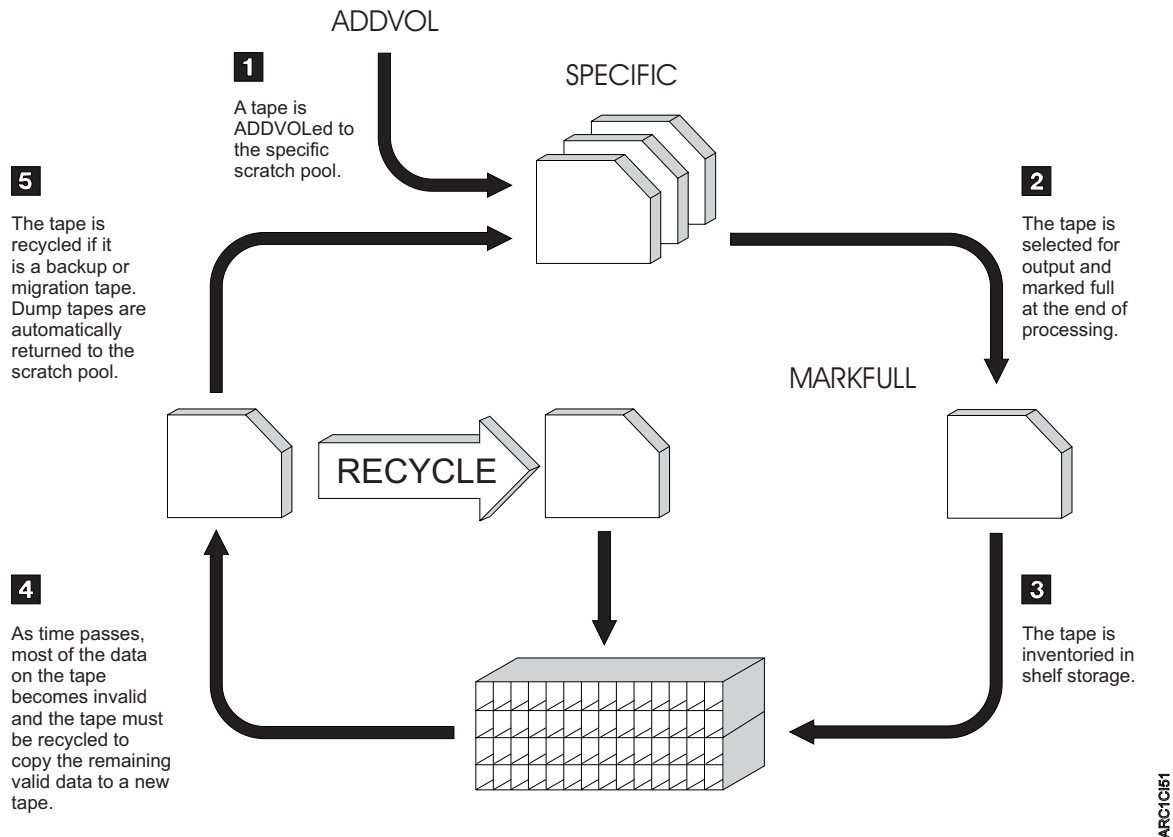 ADDVOL
1
A tape is
ADDVOLed to
the specific
scratch pool.
SPECIFIC
2
The tape is
selected for
output and
marked full
at the end of
processing.
5
The tape is
recycled if it
is a backup or
migration tape.
Dump tapes are
automatically
returned to the
scratch pool.
MARKFULL
RECYCLE
3
The tape is
inventoried in
shelf storage.
4
As time passes,
most of the data
on the tape
becomes invalid
and the tape must
be recycled to
copy the remaining
valid data to a new
tape.
ARC1CI51